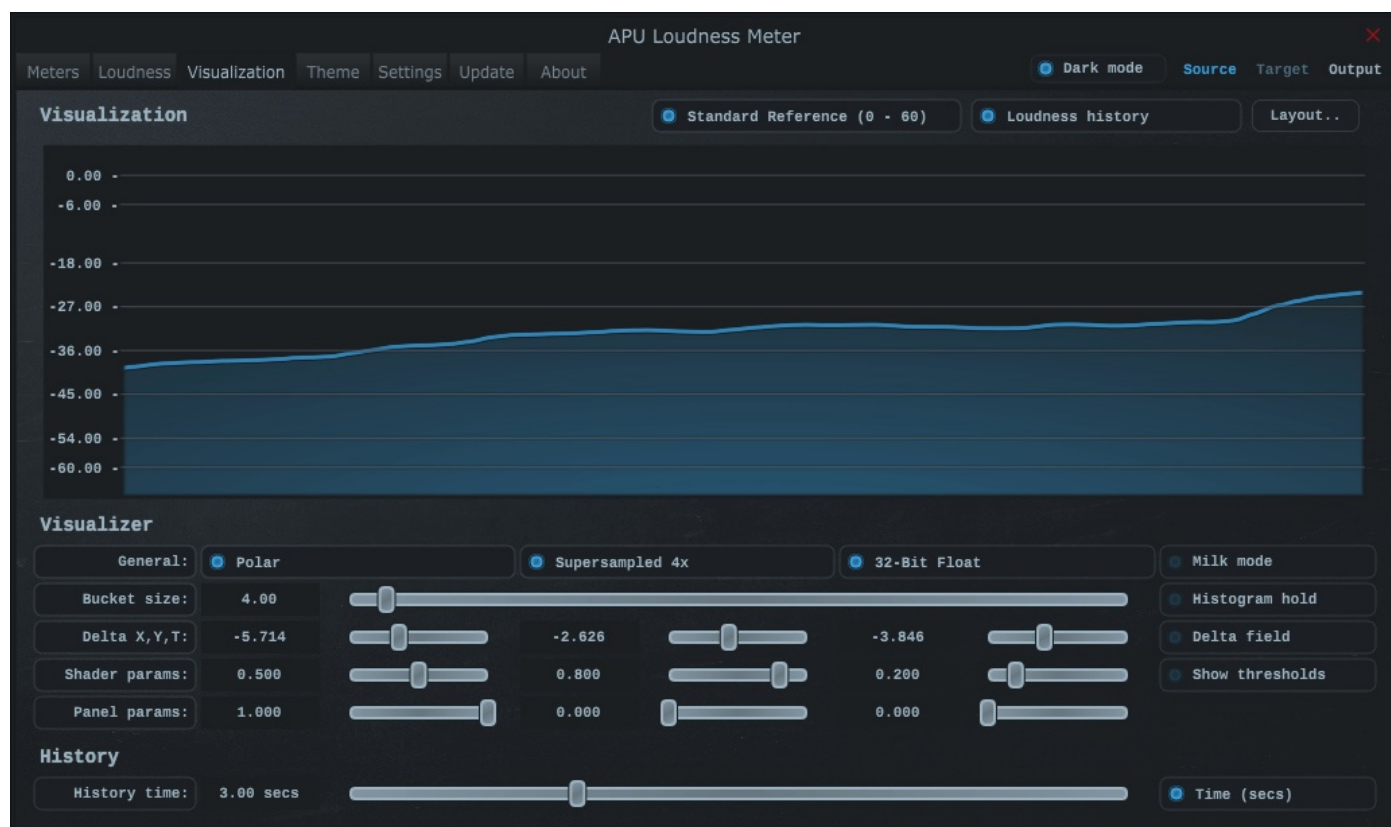 APU Loudness Meter
Meters Loudness Visualization Theme Settings Update About Dark mode Source Target Output
Visualization Standard Reference (0 - 60) Loudness history Layout..
0.00 -
-6.00 -
-18.00 -
-27.00 -
-36.00 -
-45.00 -
-54.00 -
-60.00 -
Visualizer
General: Polar Supersampled 4x 32-Bit Float Milk mode
Bucket size: 4.00 Histogram hold
Delta X,Y,T: -5.714 -2.626 -3.846 Delta field
Shader params: 0.500 0.800 0.200 Show thresholds
Panel params: 1.000 0.000 0.000
History
History time: 3.00 secs Time (secs)